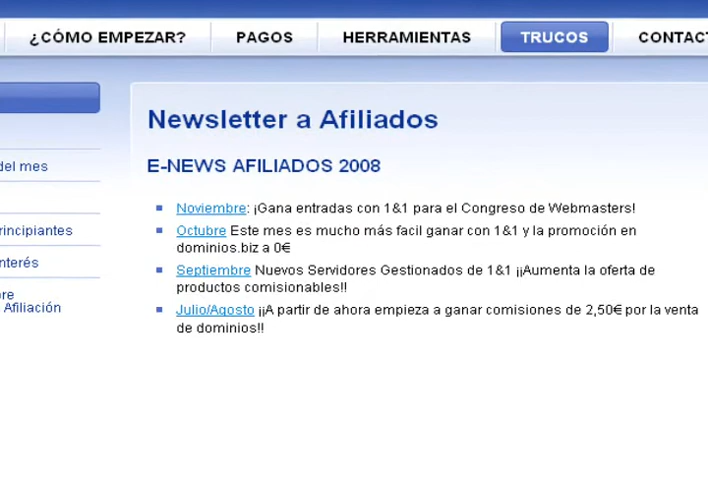 ¿CÓMO EMPEZAR? PAGOS HERRAMIENTAS TRUCOS CONTACT
Newsletter a Afiliados
E-NEWS AFILIADOS 2008
del mes
rincipiantes
nterés
re
Afiliación
Noviembre: ¡Gana entradas con 1&1 para el Congreso de Webmasters!
Octubre Este mes es mucho más facil ganar con 1&1 y la promoción en
dominios.biz a 0€
Septiembre Nuevos Servidores Gestionados de 1&1 ¡¡Aumenta la oferta de
productos comisionables!!
Julio/Agosto ¡¡A partir de ahora empieza a ganar comisiones de 2,50€ por la venta
de dominios!!